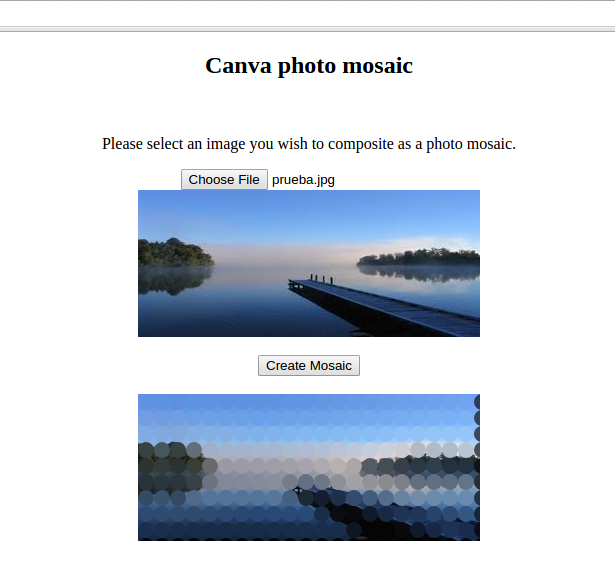 Canva photo mosaic
Please select an image you wish to composite as a photo mosaic.
Choose File prueba.jpg
Create Mosaic